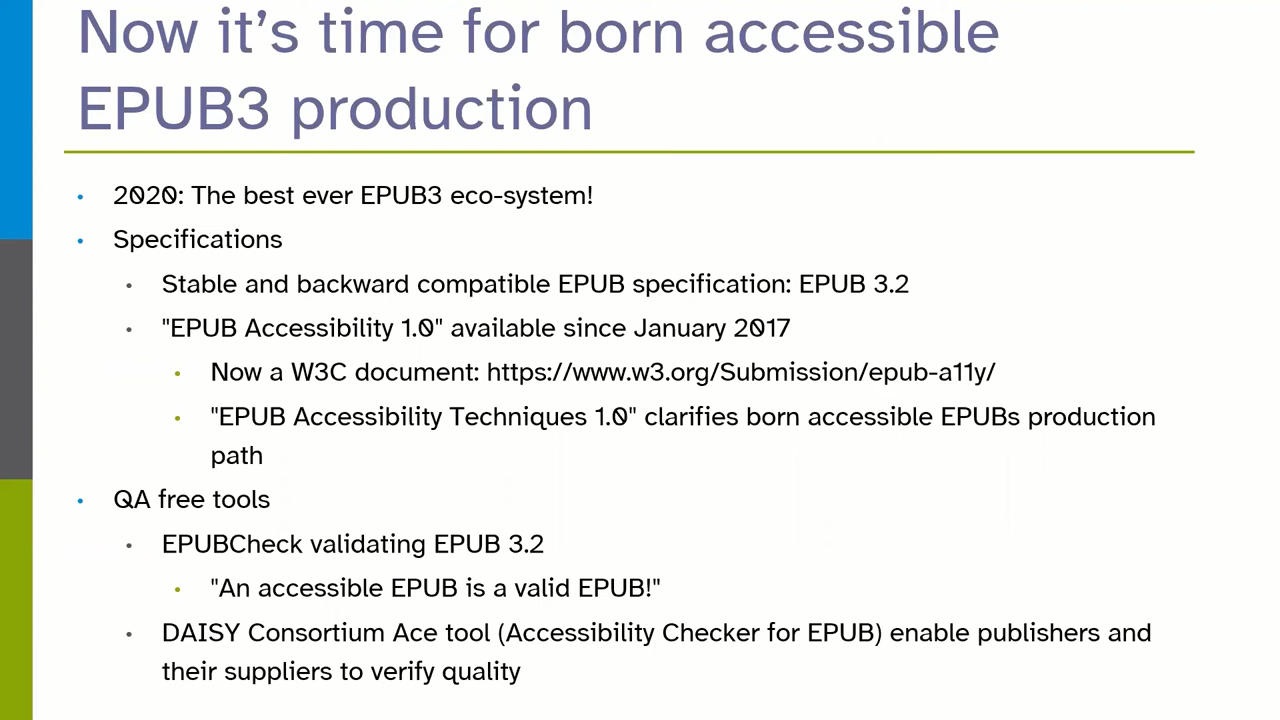 Now it’s time for born accessible
EPUB3 production
• 2020: The best ever EPUB3 eco-system!
• Specifications
• Stable and backward compatible EPUB specification: EPUB 3.2
• "EPUB Accessibility 1.0" available since January 2017
• Now a W3C document: https://www.w3.org/Submission/epub-a11y/
• "EPUB Accessibility Techniques 1.0" clarifies born accessible EPUBs production
path
• QA free tools
• EPUBCheck validating EPUB 3.2
• "An accessible EPUB is a valid EPUB!"
• DAISY Consortium Ace tool (Accessibility Checker for EPUB) enable publishers and
their suppliers to verify quality